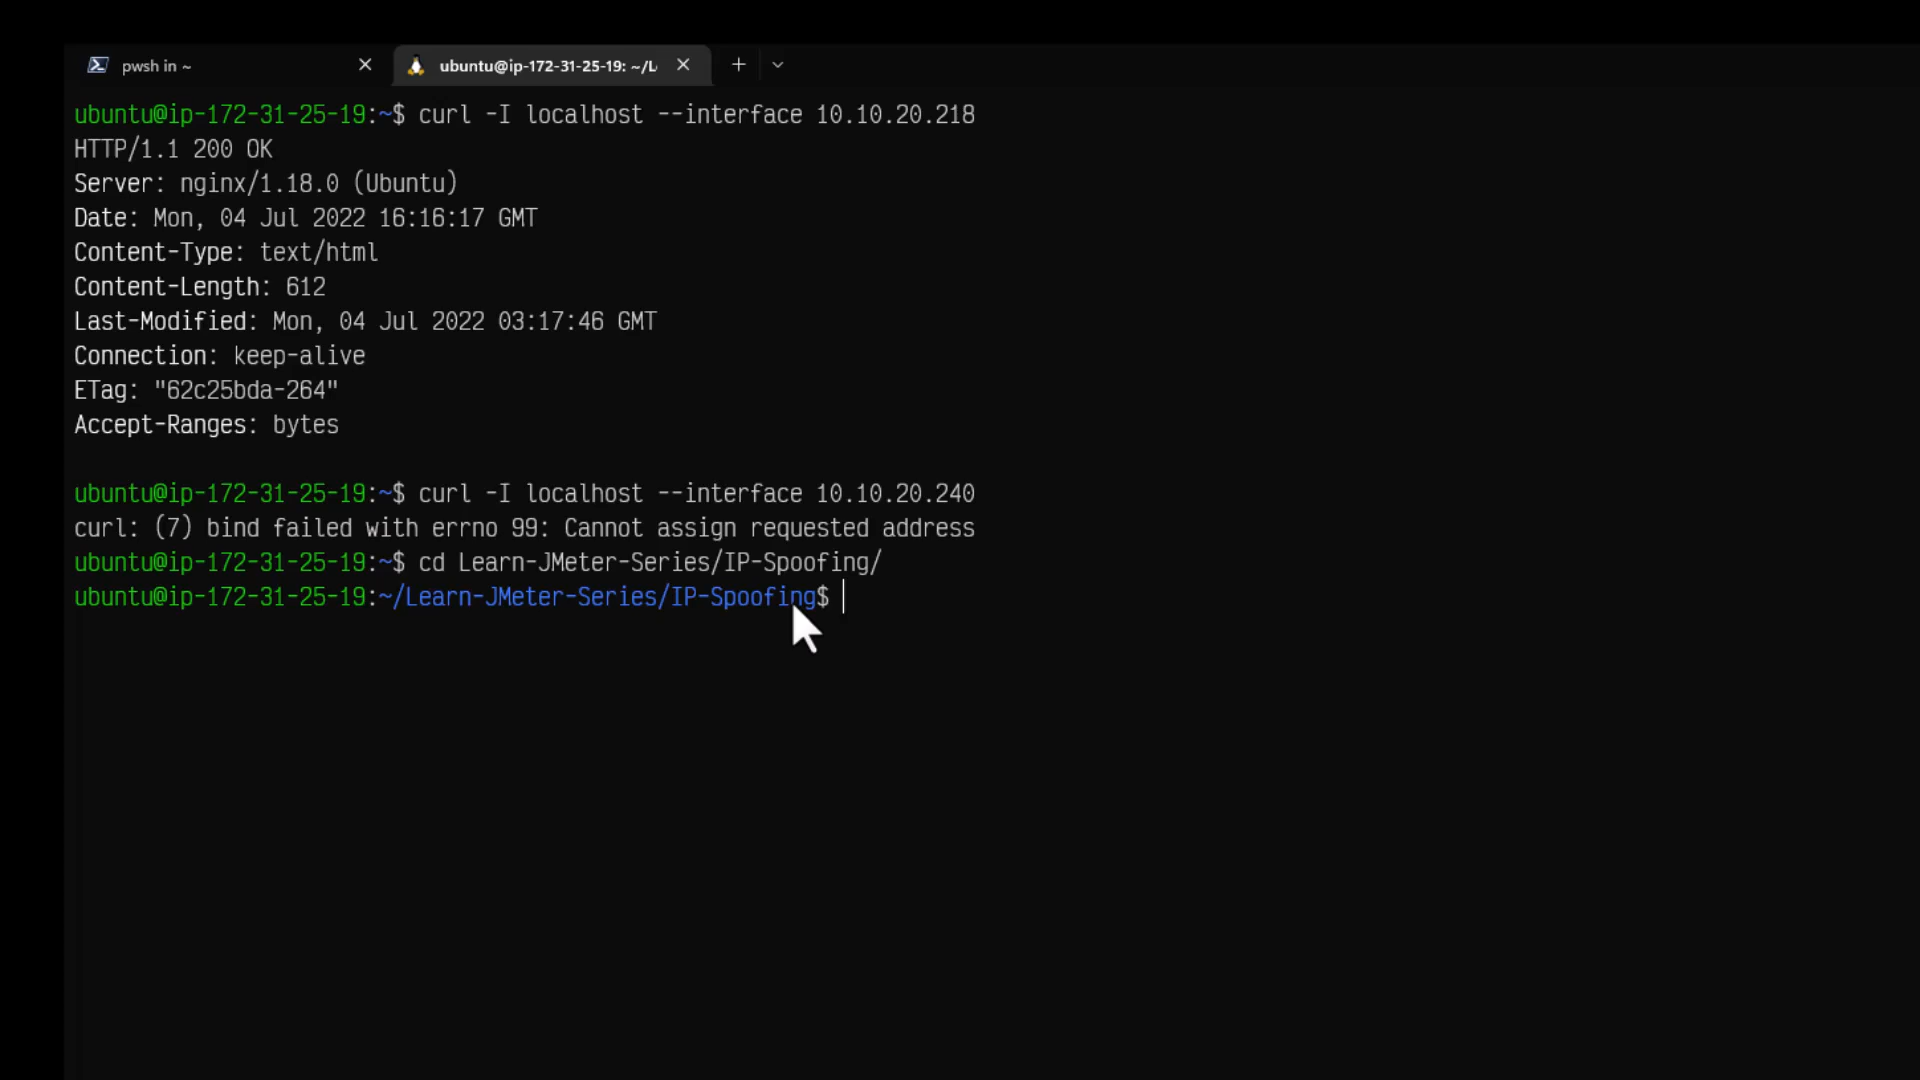 pwsh in ~
ubuntu@ip-172-31-25-19: ~/L
ubuntu@ip-172-31-25-19:~$ curl -I localhost --interface 10.10.20.218
HTTP/1.1 200 OK
Server: nginx/1.18.0 (Ubuntu)
Date: Mon, 04 Jul 2022 16:16:17 GMT
Content-Type: text/html
Content-Length: 612
Last-Modified: Mon, 04 Jul 2022 03:17:46 GMT
Connection: keep-alive
ETag: "62c25bda-264"
Accept-Ranges: bytes
ubuntu@ip-172-31-25-19:~$ curl -I localhost --interface 10.10.20.240
curl: (7) bind failed with errno 99: Cannot assign requested address
ubuntu@ip-172-31-25-19:~$ cd Learn-JMeter-Series/IP-Spoofing/
ubuntu@ip-172-31-25-19:~/Learn-JMeter-Series/IP-Spoofing$